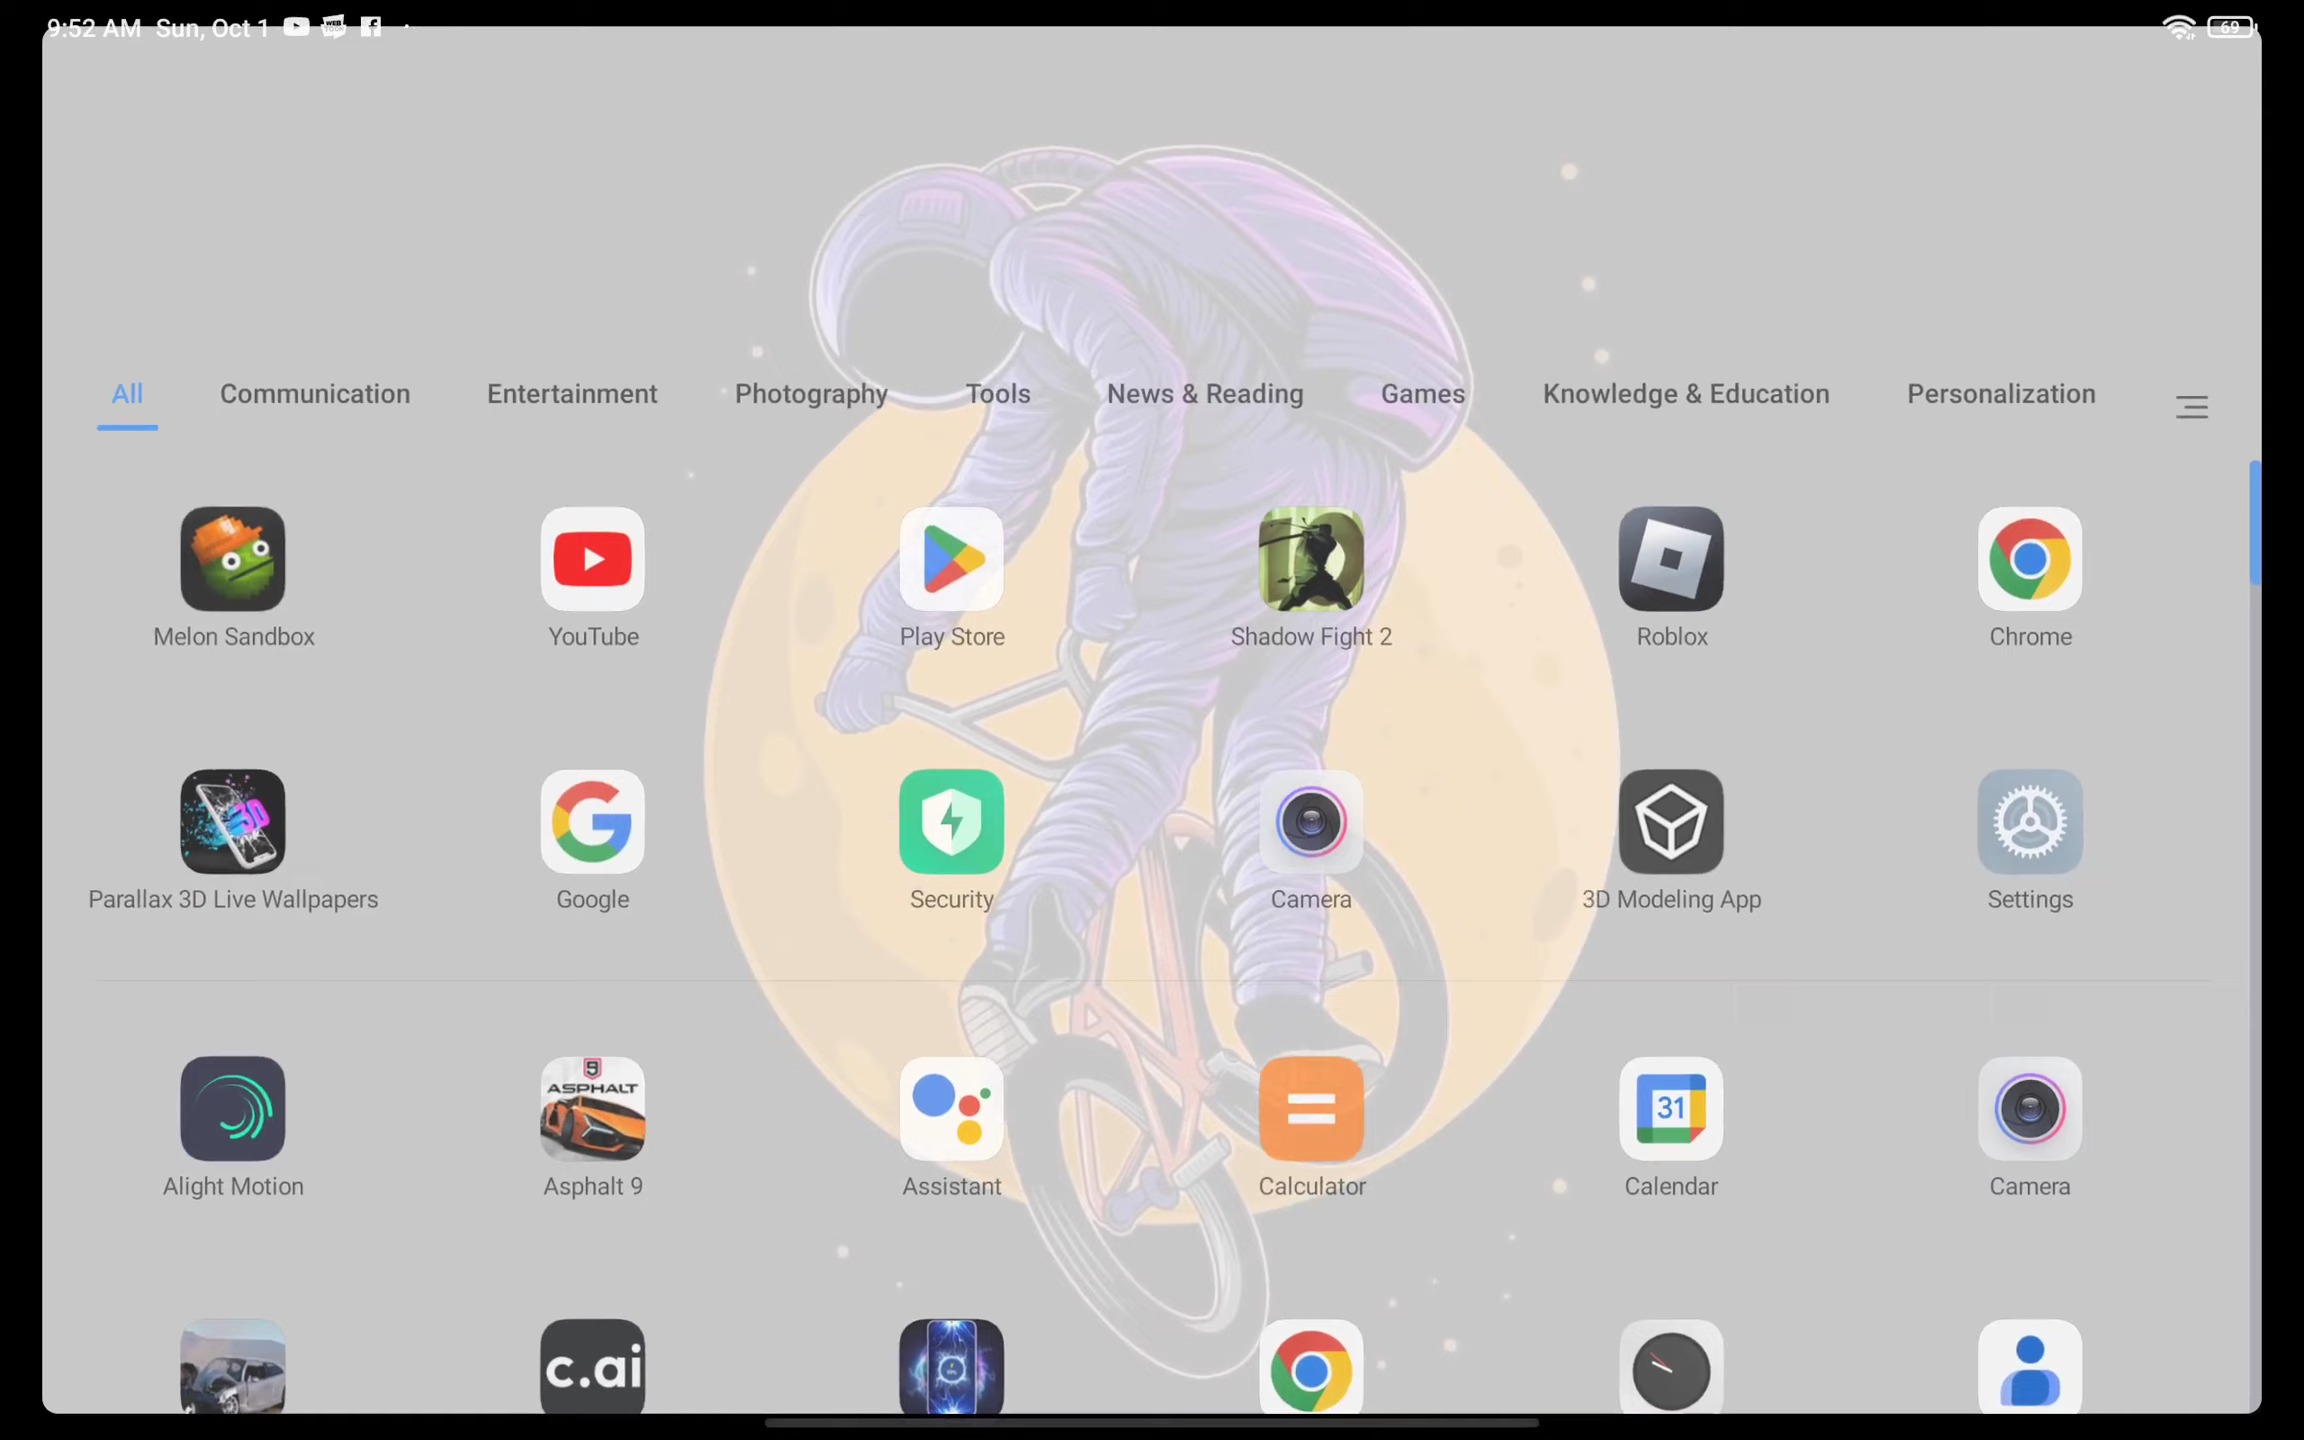 9:52 AM Sun, Oct 1
69
All Communication Entertainment Photography Tools News & Reading Games Knowledge & Education Personalization
Melon Sandbox YouTube Play Store Shadow Fight 2 Roblox Chrome
3D
Parallax 3D Live Wallpapers Google Security Camera 3D Modeling App Settings
9
ASPHALT
31
Alight Motion Asphalt 9 Assistant Calculator Calendar Camera
c.ai